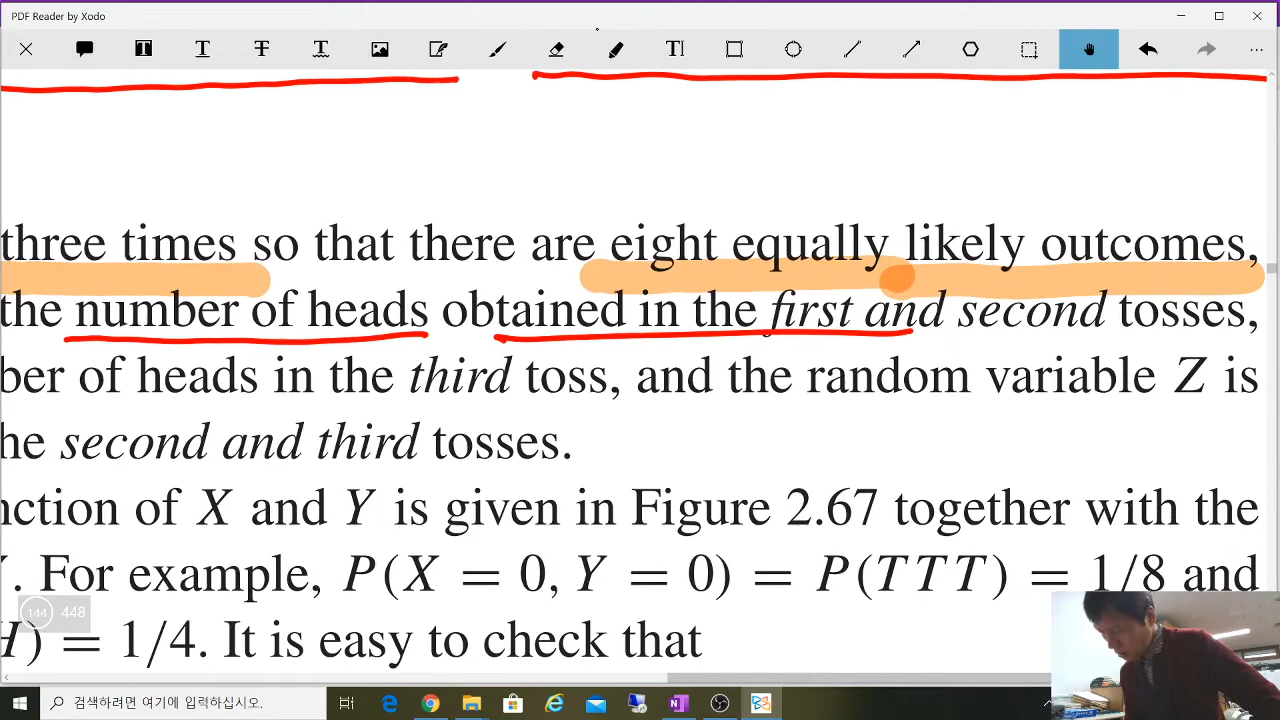 PDF Reader by Xodo
three times so that there are eight equally likely outcomes,
the number of heads obtained in the first and second tosses,
ber of heads in the third toss, and the random variable Z is
he second and third tosses.
nction of X and Y is given in Figure 2.67 together with the
. For example, P(X = 0, Y = 0) = P(TTT) = 1/8 and
144 448
H) = 1/4. It is easy to check that
검색하려면 여기에 입력하십시오.